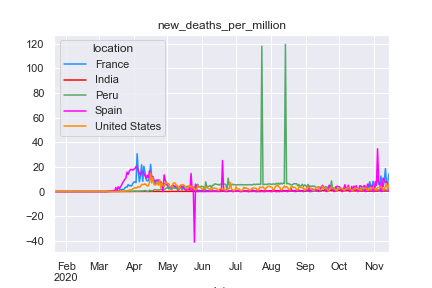 new_deaths_per_million
location
France
India
Peru
Spain
United States
120
100
80
60
40
20
0
−20
−40
Feb Mar Apr May Jun Jul Aug Sep Oct Nov
2020